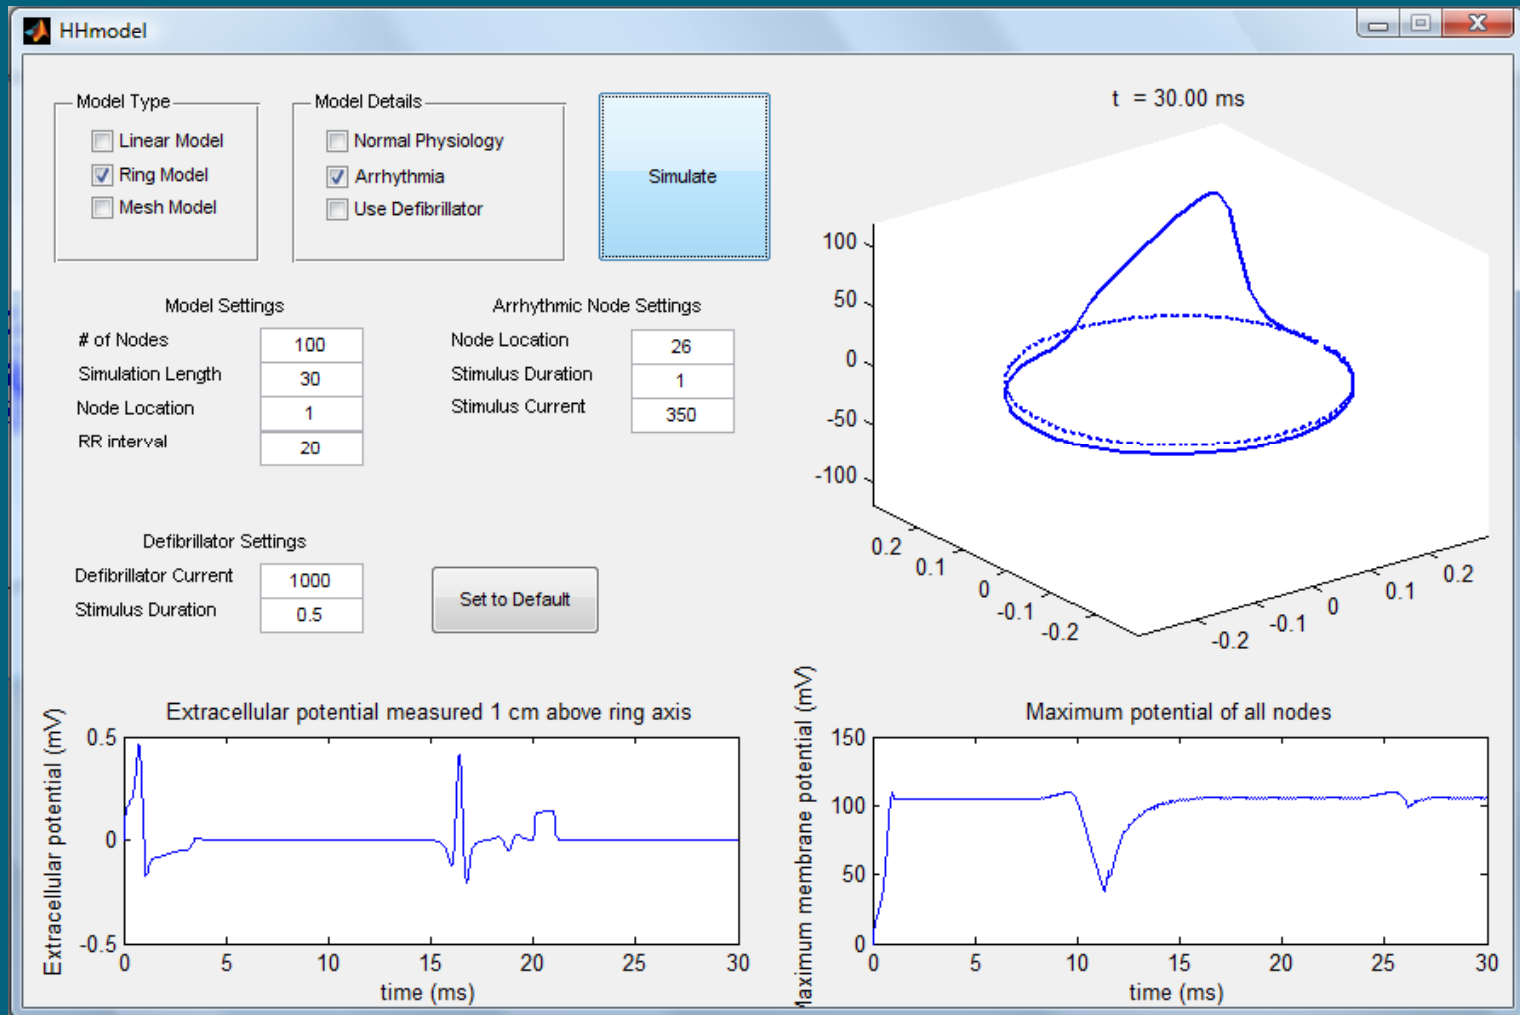 HHmodel
Model Type
Linear Model
Ring Model
Mesh Model
Model Details
Normal Physiology
Arrhythmia
Use Defibrillator
Simulate
Model Settings
# of Nodes 100
Simulation Length 30
Node Location 1
RR interval 20
Arrhythmic Node Settings
Node Location 26
Stimulus Duration 1
Stimulus Current 350
Defibrillator Settings
Defibrillator Current 1000
Stimulus Duration 0.5
Set to Default
t = 30.00 ms
100
50
0
-50
-100
0.2
0.1
0
-0.1
-0.2
-0.2
-0.1
0
0.1
0.2
Extracellular potential measured 1 cm above ring axis
Extracellular potential (mV)
0.5
0
-0.5
0 5 10 15 20 25 30
time (ms)
Maximum potential of all nodes
Maximum membrane potential (mV)
150
100
50
0
0 5 10 15 20 25 30
time (ms)